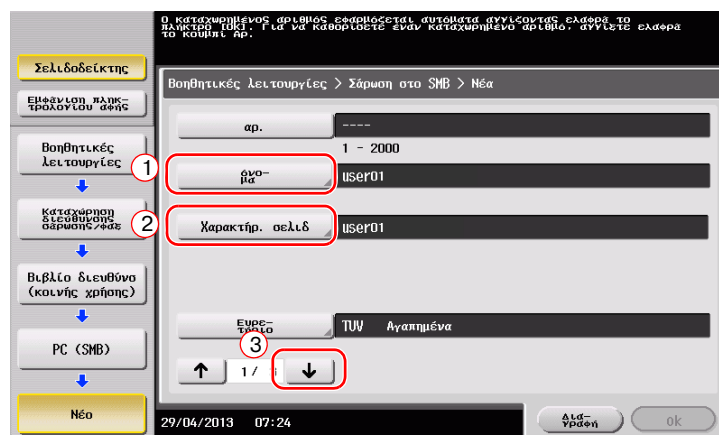 Ο καταχωρημένος αριθμός εφαρμόζεται αυτόματα αγγίζοντας ελαφρά το
πλήκτρο [OK]. Για να καθορίσετε έναν καταχωρημένο αριθμό, αγγίξτε ελαφρά
το κουμπί Αρ.
Σελιδοδείκτης
Βοηθητικές λειτουργίες > Σάρωση στο SMB > Νέα
Εμφάνιση πληκ-
τρολογίου αφής
αρ.
----
1 - 2000
Βοηθητικές
λειτουργίες
1
όνο-
μα
user01
Καταχώρηση
διεύθυνσης
σάρωσης/φαξ
2
Χαρακτήρ. σελιδ
user01
Βιβλίο διευθύνσ
(κοινής χρήσης)
Ευρε-
τήριο
TUV Αγαπημένα
3
PC (SMB)
↑ 1/ ↓
Νέο
29/04/2013 07:24
Δια-
γραφή
ok